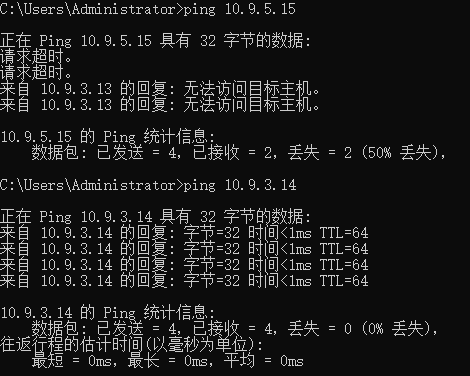 C:\Users\Administrator>ping 10.9.5.15
正在 Ping 10.9.5.15 具有 32 字节的数据:
请求超时。
请求超时。
来自 10.9.3.13 的回复: 无法访问目标主机。
来自 10.9.3.13 的回复: 无法访问目标主机。
10.9.5.15 的 Ping 统计信息:
数据包: 已发送 = 4，已接收 = 2，丢失 = 2 (50% 丢失)，
C:\Users\Administrator>ping 10.9.3.14
正在 Ping 10.9.3.14 具有 32 字节的数据:
来自 10.9.3.14 的回复: 字节=32 时间<1ms TTL=64
来自 10.9.3.14 的回复: 字节=32 时间<1ms TTL=64
来自 10.9.3.14 的回复: 字节=32 时间<1ms TTL=64
来自 10.9.3.14 的回复: 字节=32 时间<1ms TTL=64
10.9.3.14 的 Ping 统计信息:
数据包: 已发送 = 4，已接收 = 4，丢失 = 0 (0% 丢失)，
往返行程的估计时间(以毫秒为单位):
最短 = 0ms，最长 = 0ms，平均 = 0ms